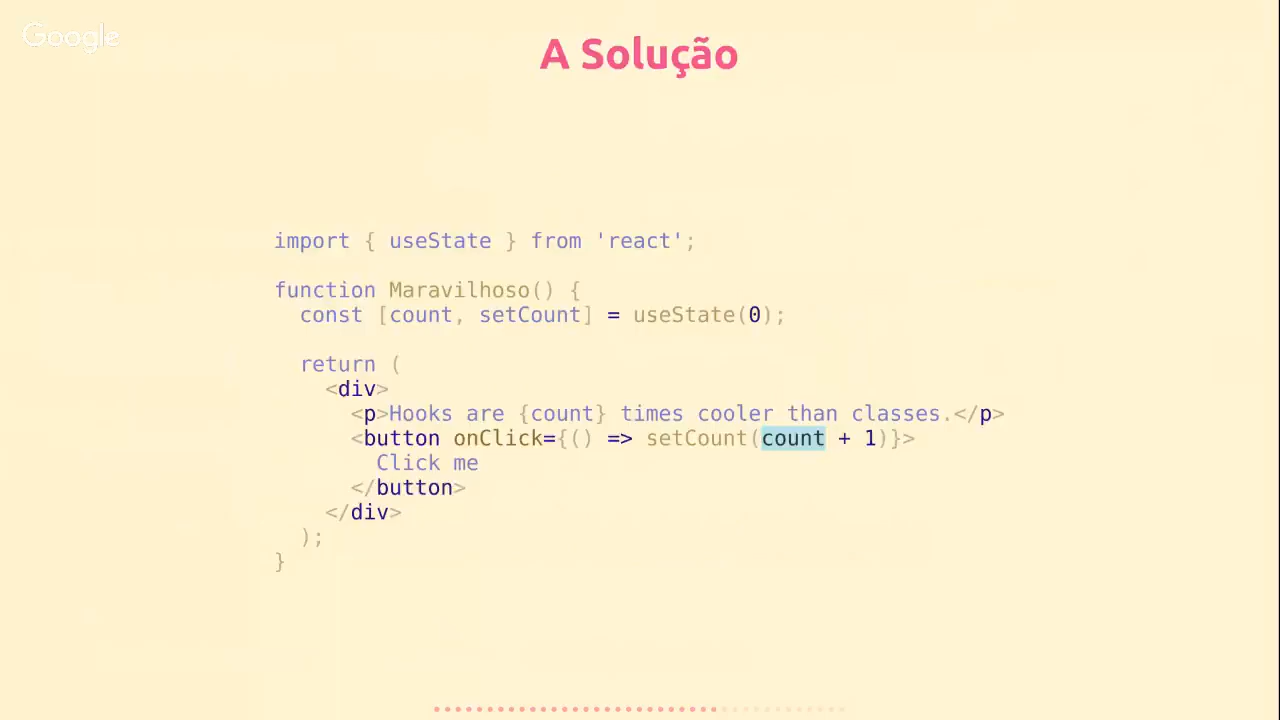 Google
A Solução
import { useState } from 'react';
function Maravilhoso() {
const [count, setCount] = useState(0);
return (
<div>
<p>Hooks are {count} times cooler than classes.</p>
<button onClick={() => setCount(count + 1)}>
Click me
</button>
</div>
);
}